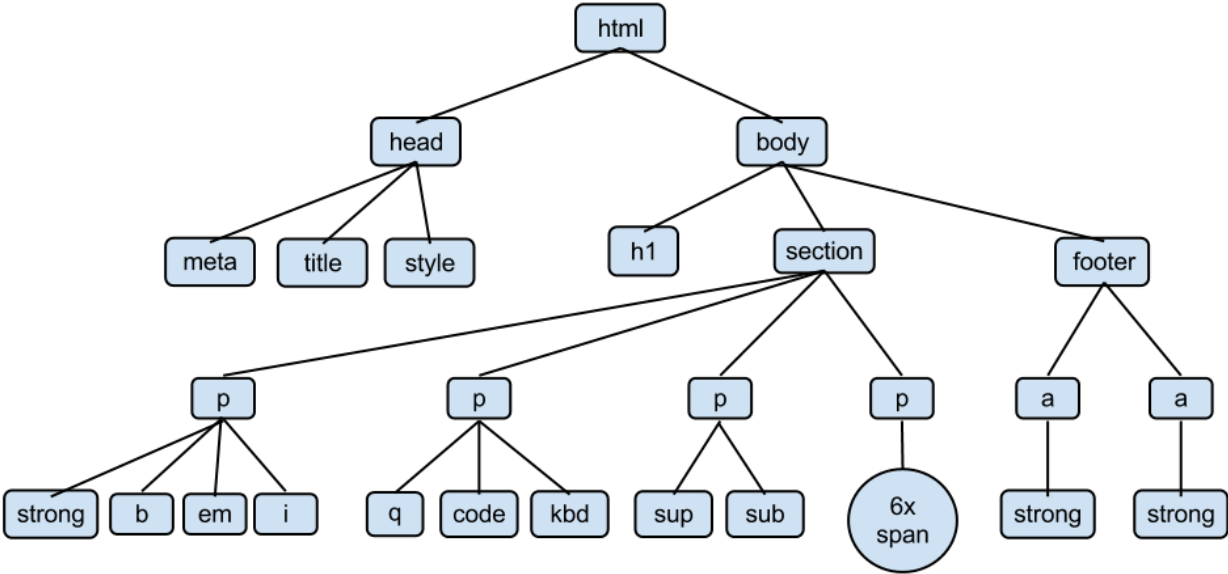 html
head
body
meta
title
style
h1
section
footer
p
p
p
p
a
a
strong
b
em
i
q
code
kbd
sup
sub
6x
span
strong
strong